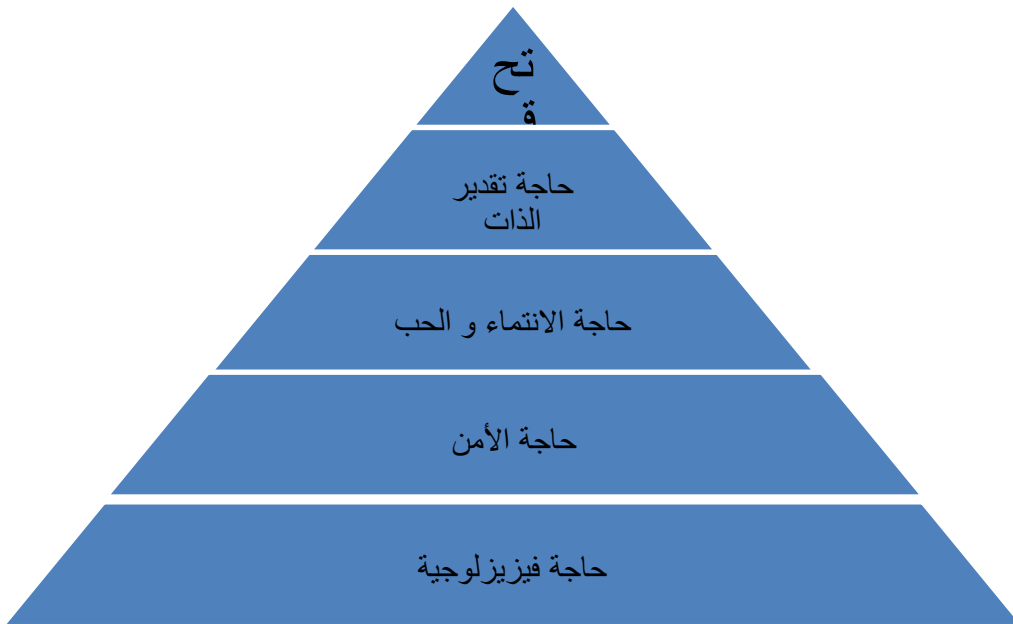 تح
ق
حاجة تقدير
الذات
حاجة الانتماء و الحب
حاجة الأمن
حاجة فيزيزلوجية